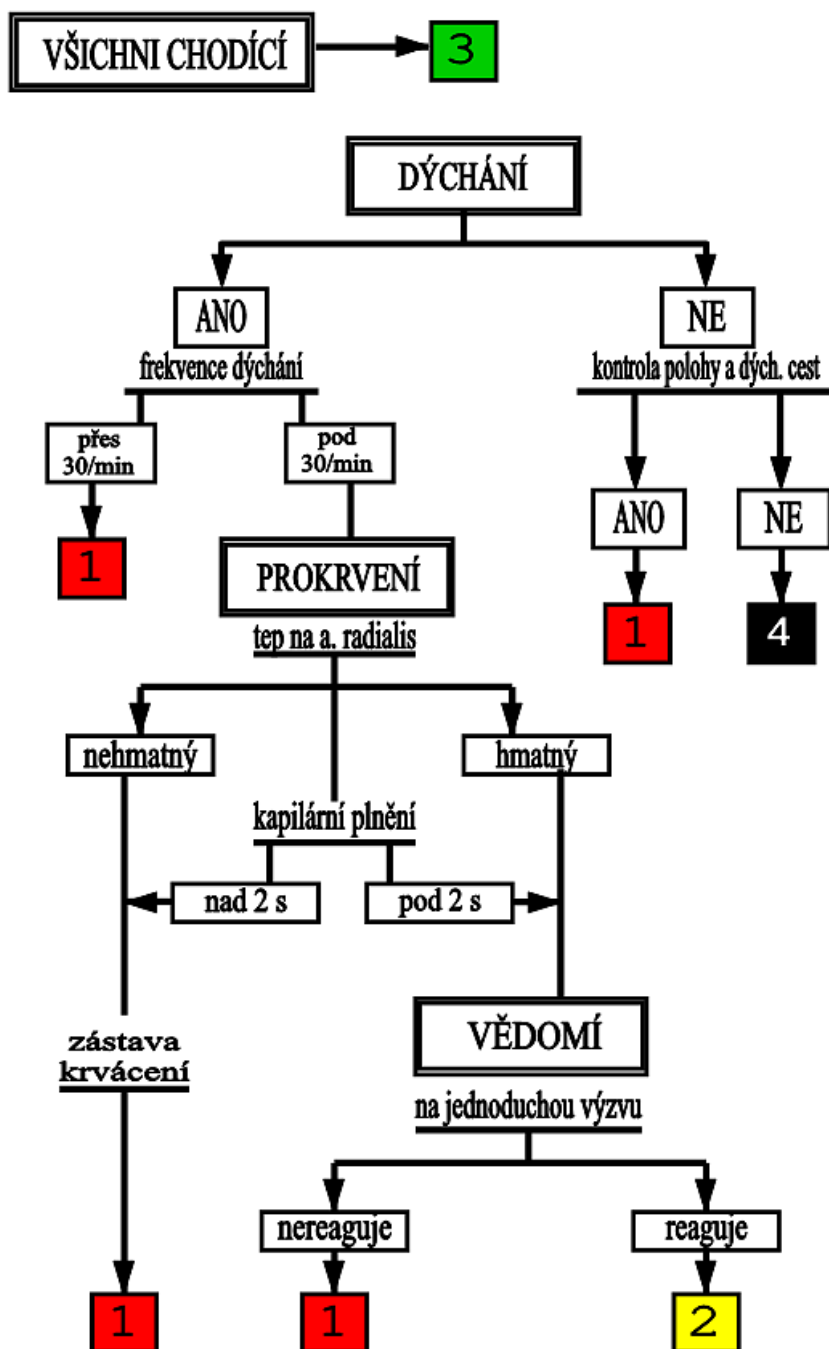 VŠICHNI CHODÍCÍ
3
DÝCHÁNÍ
ANO
NE
frekvence dýchání
kontrola polohy a dých. cest
přes
30/min
pod
30/min
ANO
NE
1
PROKRVENÍ
1
4
tep na a. radialis
nehmatný
hmatný
kapilární plnění
nad 2 s
pod 2 s
VĚDOMÍ
zástava
krvácení
na jednoduchou výzvu
nereaguje
reaguje
1
1
2